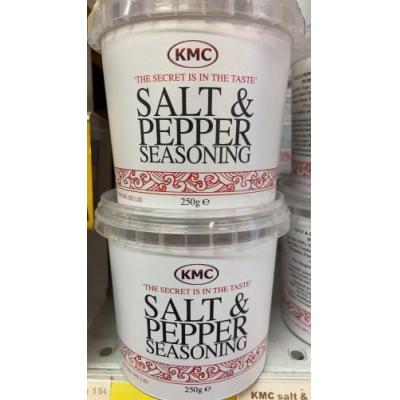 KMC
'THE SECRET IS IN THE TASTE'
SALT &
PEPPER
SEASONING
250g e
KMC
'THE SECRET IS IN THE TASTE'
SALT &
PEPPER
SEASONING
250g e
KMC salt &